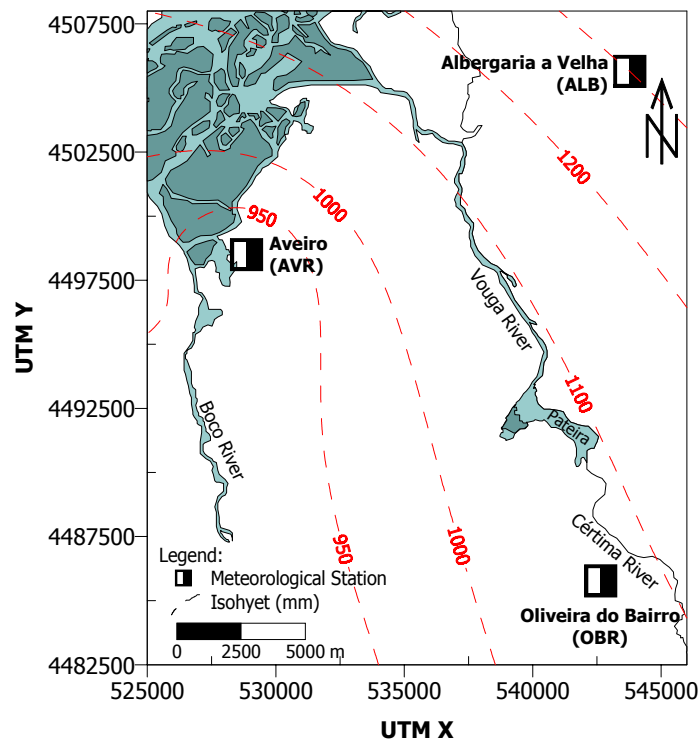 4507500
4502500
4497500
4492500
4487500
4482500
UTM Y
525000
530000
535000
540000
545000
UTM X
Albergaria a Velha
(ALB)
N
1200
1000
950
Aveiro
(AVR)
Vouga River
1100
Boco River
Pateira
950
1000
Cértima River
Legend:
Meteorological Station
Isohyet (mm)
0
2500
5000 m
Oliveira do Bairro
(OBR)